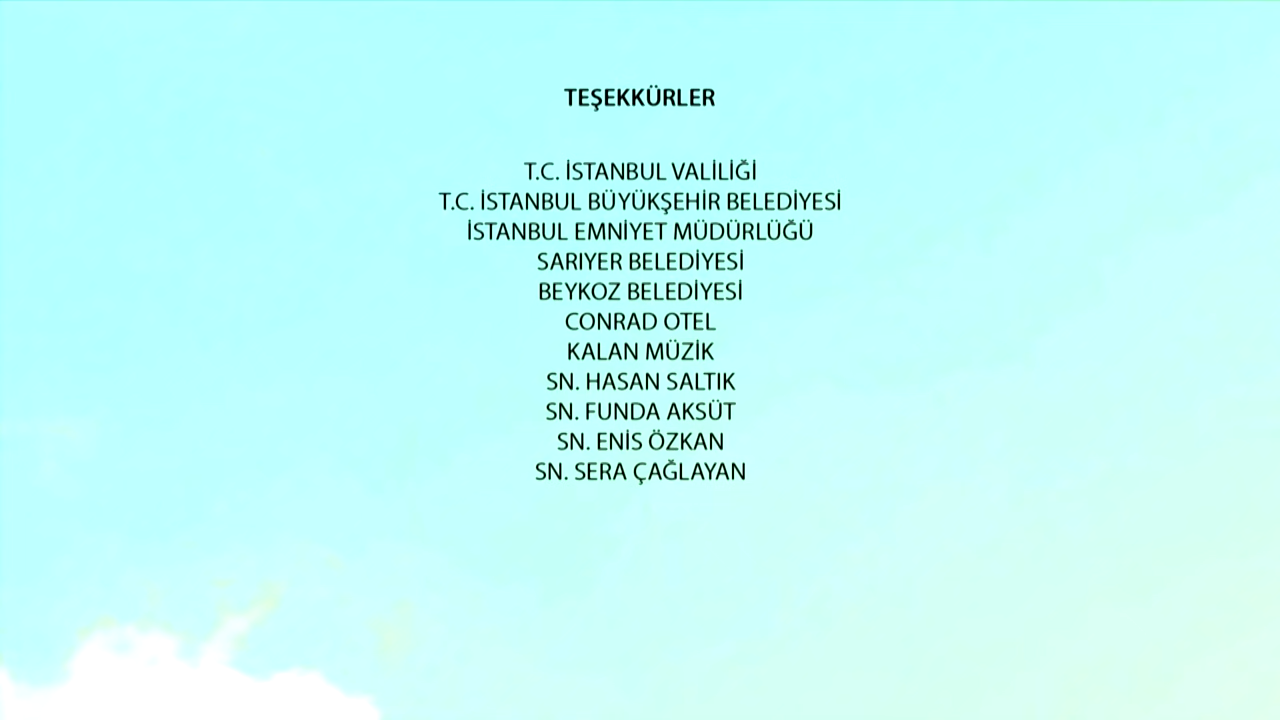 TEŞEKKÜRLER
T.C. İSTANBUL VALİLİĞİ
T.C. İSTANBUL BÜYÜKŞEHİR BELEDİYESİ
İSTANBUL EMNİYET MÜDÜRLÜĞÜ
SARIYER BELEDİYESİ
BEYKOZ BELEDİYESİ
CONRAD OTEL
KALAN MÜZİK
SN. HASAN SALTIK
SN. FUNDA AKSÜT
SN. ENİS ÖZKAN
SN. SERA ÇAĞLAYAN